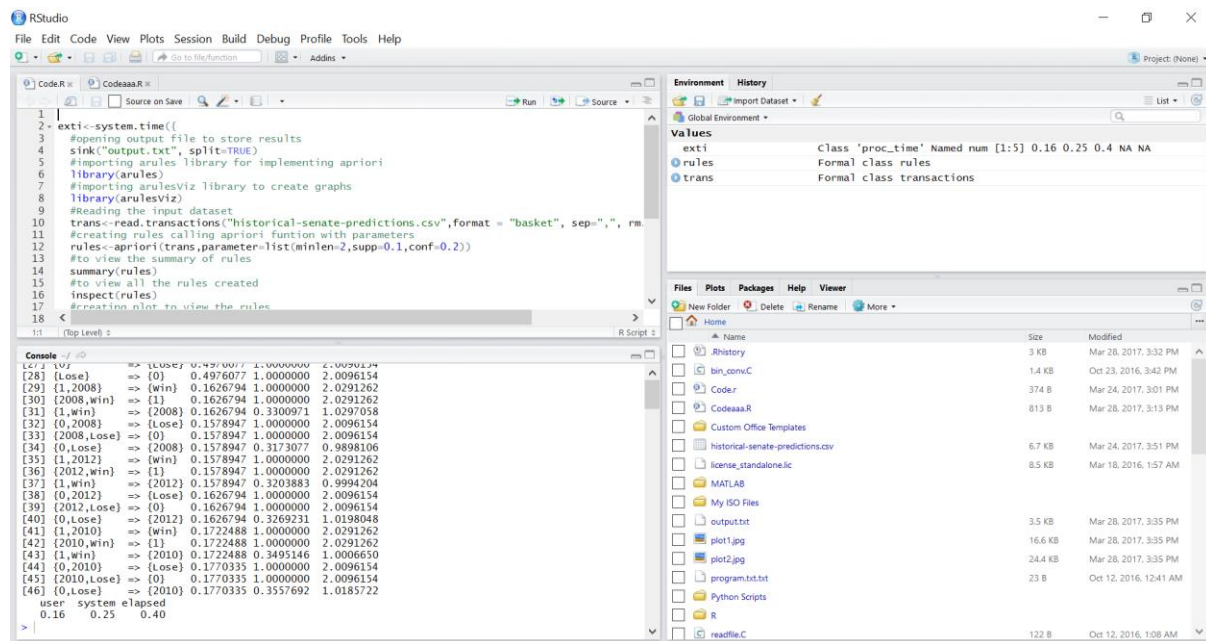 RStudio
File Edit Code View Plots Session Build Debug Profile Tools Help
Go to file/function Addins Project: (None)
Code.R × Codeaaa.R ×
Source on Save Run Source
1
2 exti<-system.time({
3 #opening output file to store results
4 sink("output.txt", split=TRUE)
5 #importing arules library for implementing apriori
6 library(arules)
7 #importing arulesViz library to create graphs
8 library(arulesViz)
9 #Reading the input dataset
10 trans<-read.transactions("historical-senate-predictions.csv",format = "basket", sep=",", rm.
11 #creating rules calling apriori funtion with parameters
12 rules<-apriori(trans,parameter=list(minlen=2,supp=0.1,conf=0.2))
13 #to view the summary of rules
14 summary(rules)
15 #to view all the rules created
16 inspect(rules)
17 #creating plot to view the rules
18
1:1 (Top Level) R Script
Console ~/
[27] {0} => {Lose} 0.4976077 1.0000000 2.0096154
[28] {Lose} => {0} 0.4976077 1.0000000 2.0096154
[29] {1,2008} => {Win} 0.1626794 1.0000000 2.0291262
[30] {2008,Win} => {1} 0.1626794 1.0000000 2.0291262
[31] {1,Win} => {2008} 0.1626794 0.3300971 1.0297058
[32] {0,2008} => {Lose} 0.1578947 1.0000000 2.0096154
[33] {2008,Lose} => {0} 0.1578947 1.0000000 2.0096154
[34] {0,Lose} => {2008} 0.1578947 0.3173077 0.9898106
[35] {1,2012} => {Win} 0.1578947 1.0000000 2.0291262
[36] {2012,Win} => {1} 0.1578947 1.0000000 2.0291262
[37] {1,Win} => {2012} 0.1578947 0.3203883 0.9994204
[38] {0,2012} => {Lose} 0.1626794 1.0000000 2.0096154
[39] {2012,Lose} => {0} 0.1626794 1.0000000 2.0096154
[40] {0,Lose} => {2012} 0.1626794 0.3269231 1.0198048
[41] {1,2010} => {Win} 0.1722488 1.0000000 2.0291262
[42] {2010,Win} => {1} 0.1722488 1.0000000 2.0291262
[43] {1,Win} => {2010} 0.1722488 0.3495146 1.0006650
[44] {0,2010} => {Lose} 0.1770335 1.0000000 2.0096154
[45] {2010,Lose} => {0} 0.1770335 1.0000000 2.0096154
[46] {0,Lose} => {2010} 0.1770335 0.3557692 1.0185722
user system elapsed
0.16 0.25 0.40
>
Environment History
Import Dataset List
Global Environment
Values
exti Class 'proc_time' Named num [1:5] 0.16 0.25 0.4 NA NA
rules Formal class rules
trans Formal class transactions
Files Plots Packages Help Viewer
New Folder Delete Rename More
Home
Name Size Modified
.Rhistory 3 KB Mar 28, 2017, 3:32 PM
bin_conv.C 1.4 KB Oct 23, 2016, 3:42 PM
Code.r 374 B Mar 24, 2017, 3:01 PM
Codeaaa.R 813 B Mar 28, 2017, 3:13 PM
Custom Office Templates
historical-senate-predictions.csv 6.7 KB Mar 24, 2017, 3:51 PM
license_standalone.lic 8.5 KB Mar 18, 2016, 1:57 AM
MATLAB
My ISO Files
output.txt 3.5 KB Mar 28, 2017, 3:35 PM
plot1.jpg 16.6 KB Mar 28, 2017, 3:35 PM
plot2.jpg 24.4 KB Mar 28, 2017, 3:35 PM
program.txt.txt 23 B Oct 12, 2016, 12:41 AM
Python Scripts
R
readfile.C 122 B Oct 12, 2016, 1:08 AM